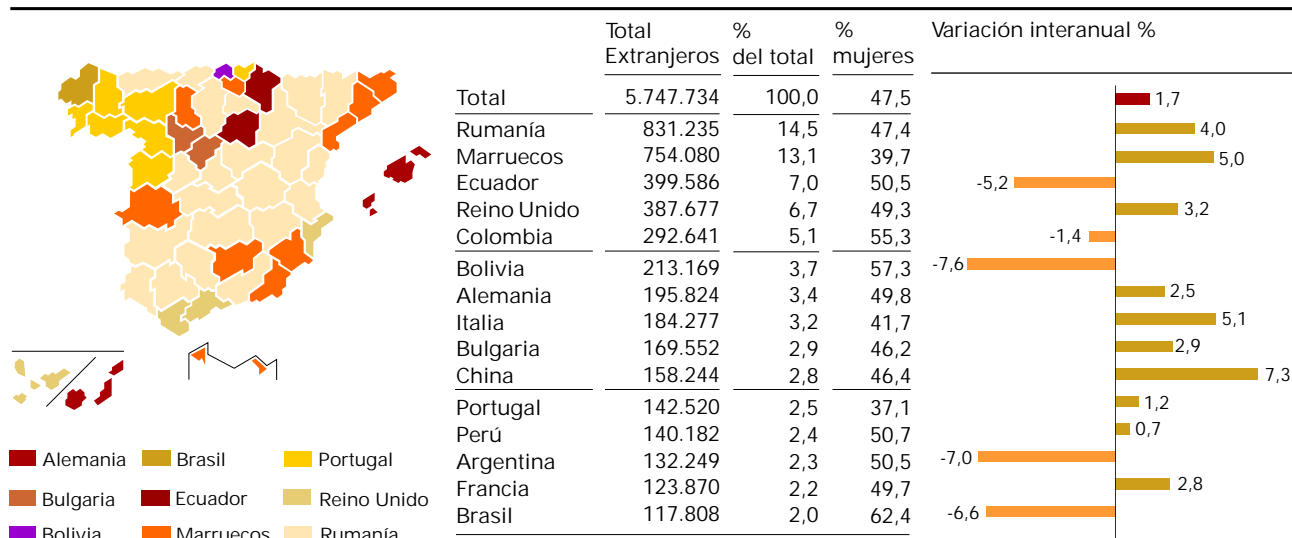 Total % % Variación interanual %
Extranjeros del total mujeres
Total 5.747.734 100,0 47,5 1,7
Rumanía 831.235 14,5 47,4 4,0
Marruecos 754.080 13,1 39,7 5,0
Ecuador 399.586 7,0 50,5 -5,2
Reino Unido 387.677 6,7 49,3 3,2
Colombia 292.641 5,1 55,3 -1,4
Bolivia 213.169 3,7 57,3 -7,6
Alemania 195.824 3,4 49,8 2,5
Italia 184.277 3,2 41,7 5,1
Bulgaria 169.552 2,9 46,2 2,9
China 158.244 2,8 46,4 7,3
Portugal 142.520 2,5 37,1 1,2
Perú 140.182 2,4 50,7 0,7
Argentina 132.249 2,3 50,5 -7,0
Francia 123.870 2,2 49,7 2,8
Brasil 117.808 2,0 62,4 -6,6
Alemania Brasil Portugal
Bulgaria Ecuador Reino Unido
Bolivia Marruecos Rumanía